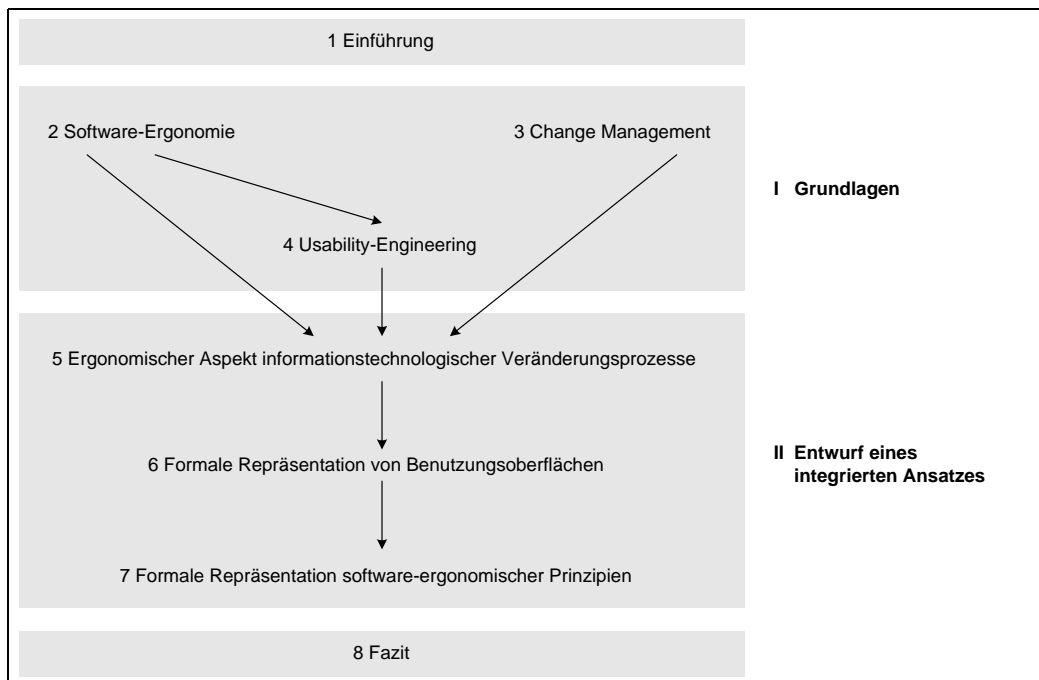 1 Einführung
2 Software-Ergonomie
3 Change Management
I Grundlagen
4 Usability-Engineering
5 Ergonomischer Aspekt informationstechnologischer Veränderungsprozesse
6 Formale Repräsentation von Benutzungsoberflächen
II Entwurf eines
integrierten Ansatzes
7 Formale Repräsentation software-ergonomischer Prinzipien
8 Fazit